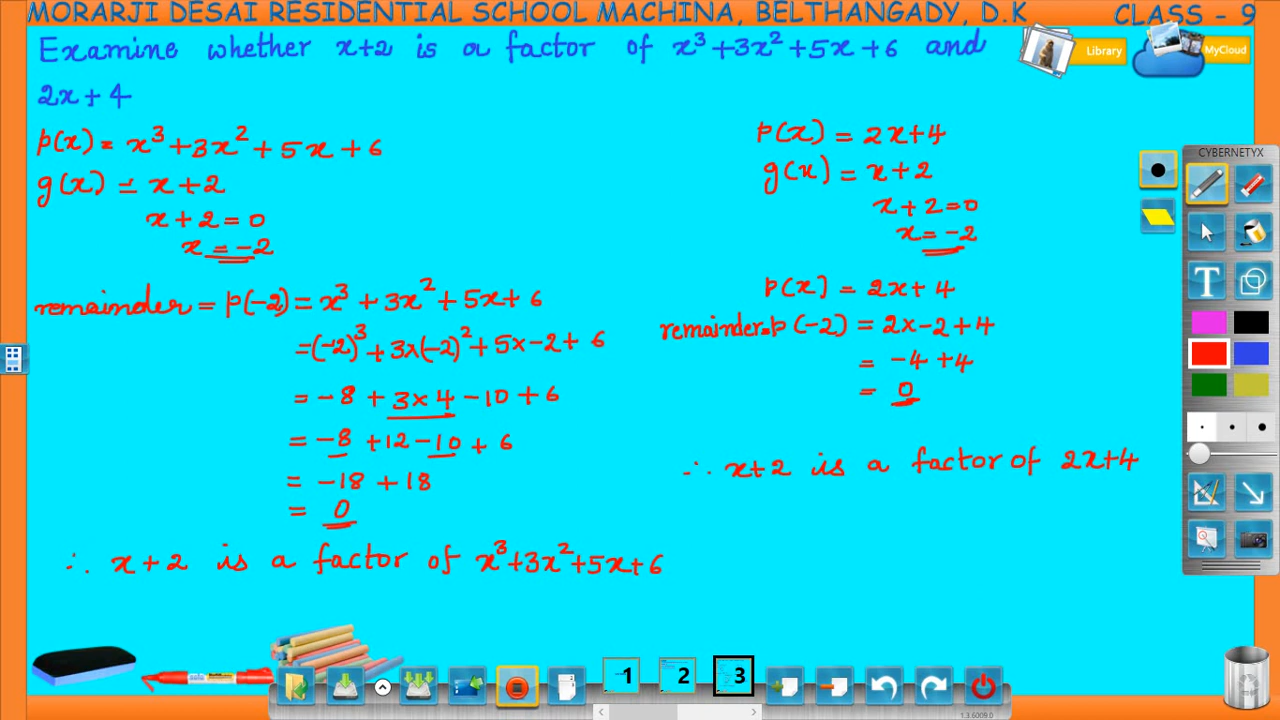 MORARJI DESAI RESIDENTIAL SCHOOL MACHINA, BELTHANGADY, D.K CLASS - 9
Library
MyCloud
Examine whether x+2 is a factor of x³+3x²+5x+6 and
2x+4
p(x) = x³+3x²+5x+6
g(x) = x+2
x+2=0
x = -2
remainder = p(-2) = x³+3x²+5x+6
=(-2)³+3x(-2)²+5x-2+6
= -8 + 3x4 -10+6
= -8 +12-10+6
= -18 +18
= 0
∴ x+2 is a factor of x³+3x²+5x+6
p(x) = 2x+4
g(x) = x+2
x+2=0
x=-2
p(x) = 2x+4
remainder=p(-2) = 2x-2+4
= -4+4
= 0
∴ x+2 is a factor of 2x+4
CYBERNETYX
T
1
2
3
1.3.6009.0